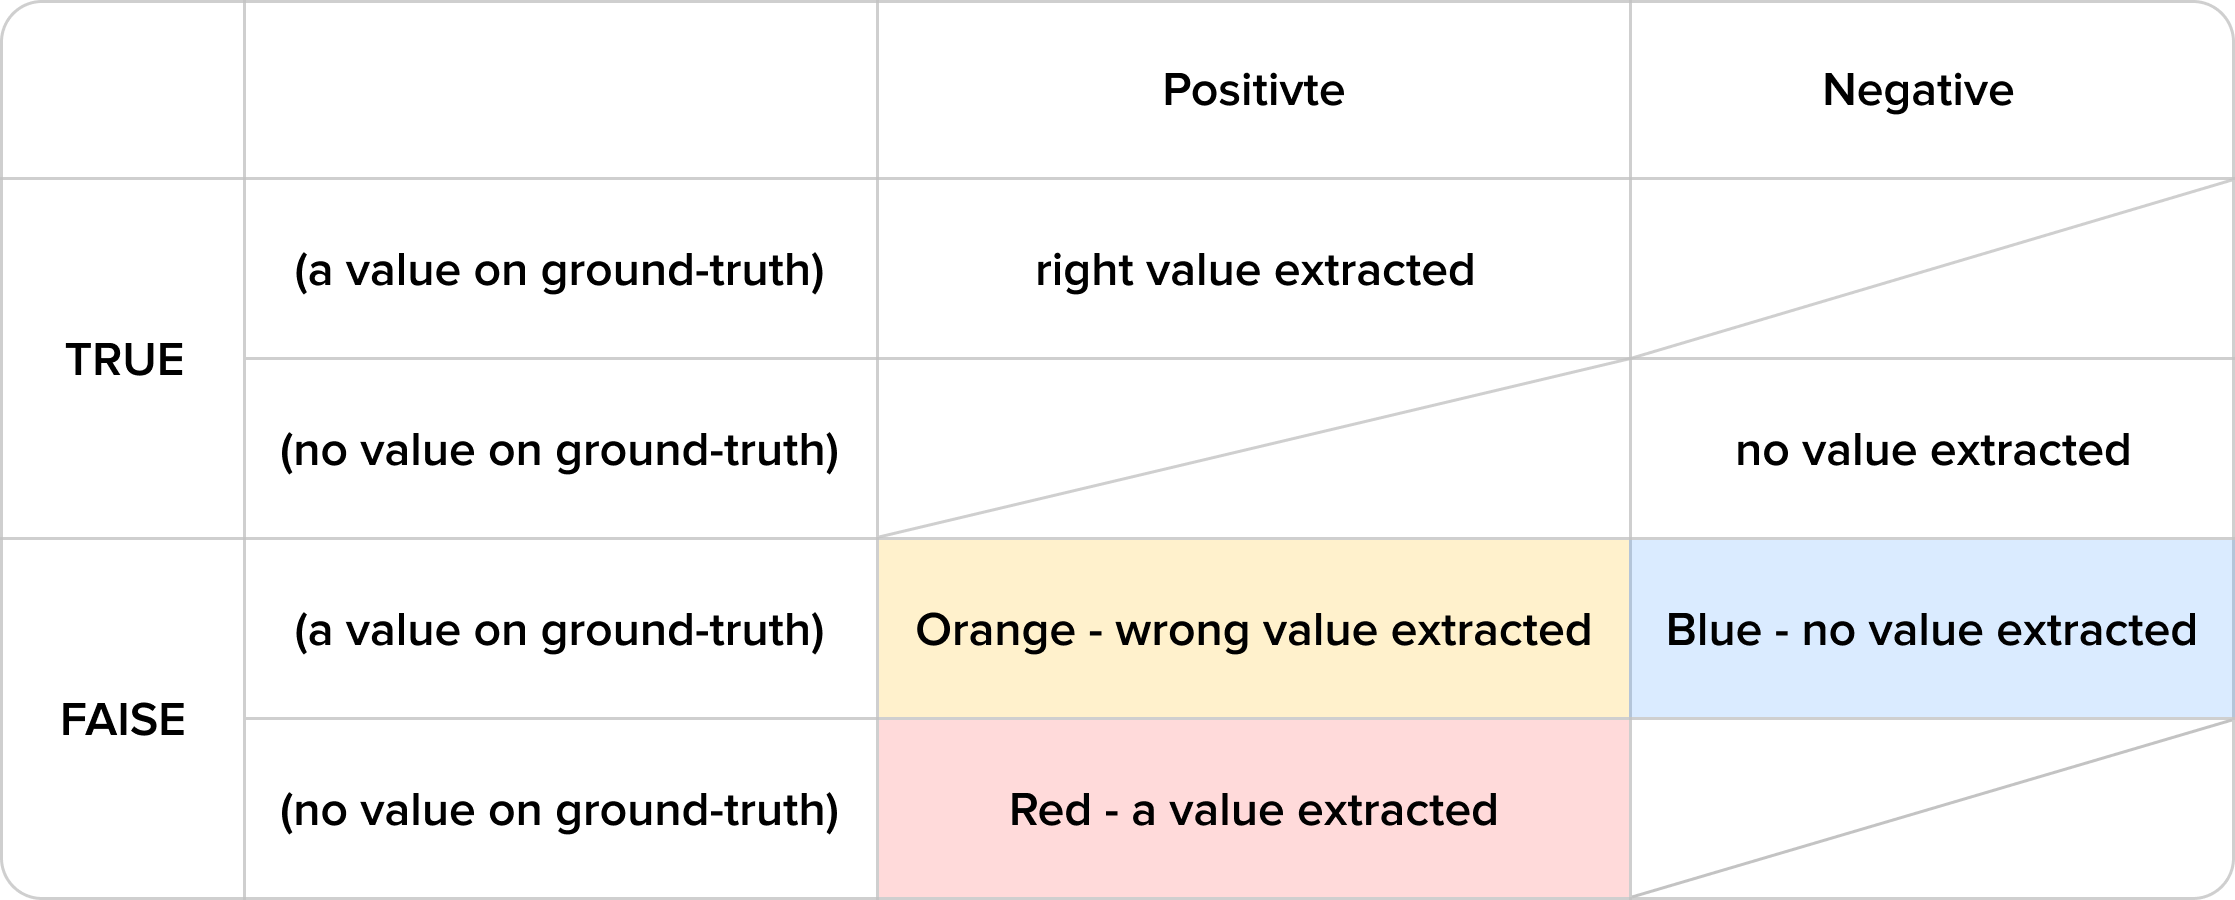 Positivte
Negative
TRUE
(a value on ground-truth)
right value extracted
(no value on ground-truth)
no value extracted
FAISE
(a value on ground-truth)
Orange - wrong value extracted
Blue - no value extracted
(no value on ground-truth)
Red - a value extracted